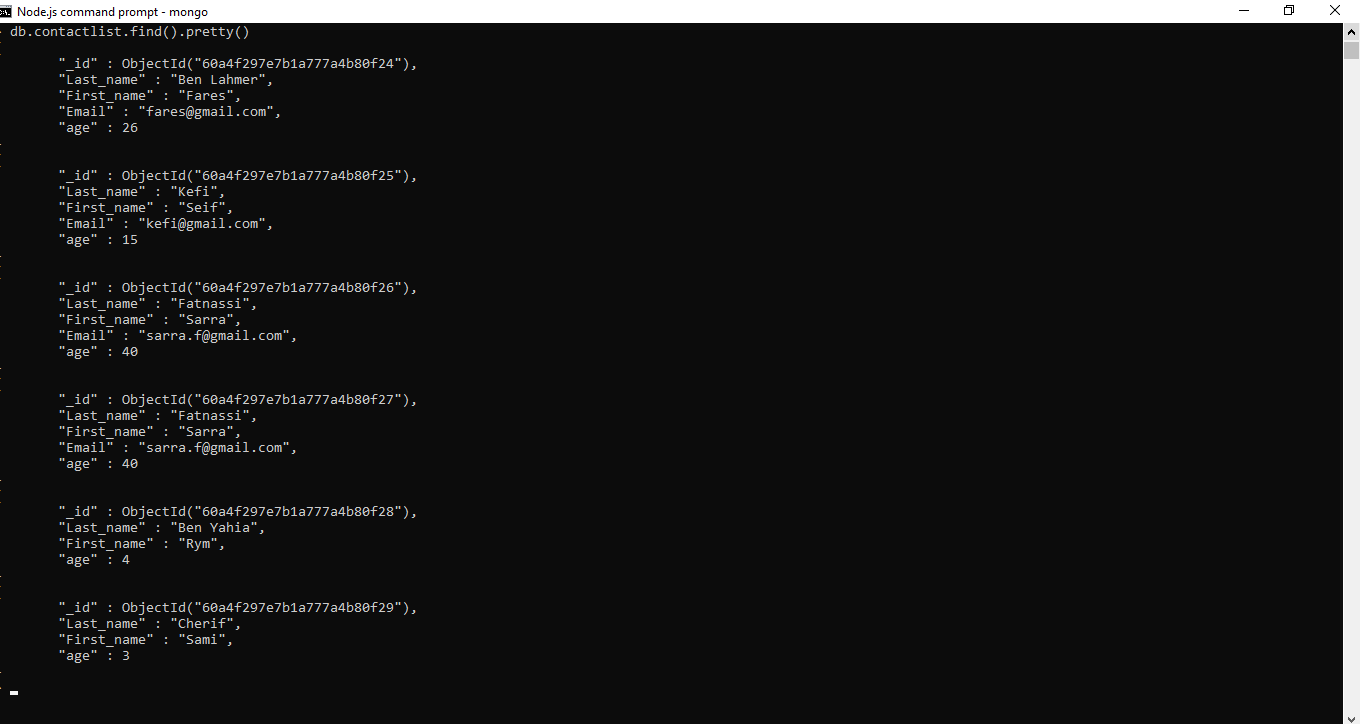 Node.js command prompt - mongo
db.contactlist.find().pretty()
"_id" : ObjectId("60a4f297e7b1a777a4b80f24"),
"Last_name" : "Ben Lahmer",
"First_name" : "Fares",
"Email" : "fares@gmail.com",
"age" : 26
"_id" : ObjectId("60a4f297e7b1a777a4b80f25"),
"Last_name" : "Kefi",
"First_name" : "Seif",
"Email" : "kefi@gmail.com",
"age" : 15
"_id" : ObjectId("60a4f297e7b1a777a4b80f26"),
"Last_name" : "Fatnassi",
"First_name" : "Sarra",
"Email" : "sarra.f@gmail.com",
"age" : 40
"_id" : ObjectId("60a4f297e7b1a777a4b80f27"),
"Last_name" : "Fatnassi",
"First_name" : "Sarra",
"Email" : "sarra.f@gmail.com",
"age" : 40
"_id" : ObjectId("60a4f297e7b1a777a4b80f28"),
"Last_name" : "Ben Yahia",
"First_name" : "Rym",
"age" : 4
"_id" : ObjectId("60a4f297e7b1a777a4b80f29"),
"Last_name" : "Cherif",
"First_name" : "Sami",
"age" : 3